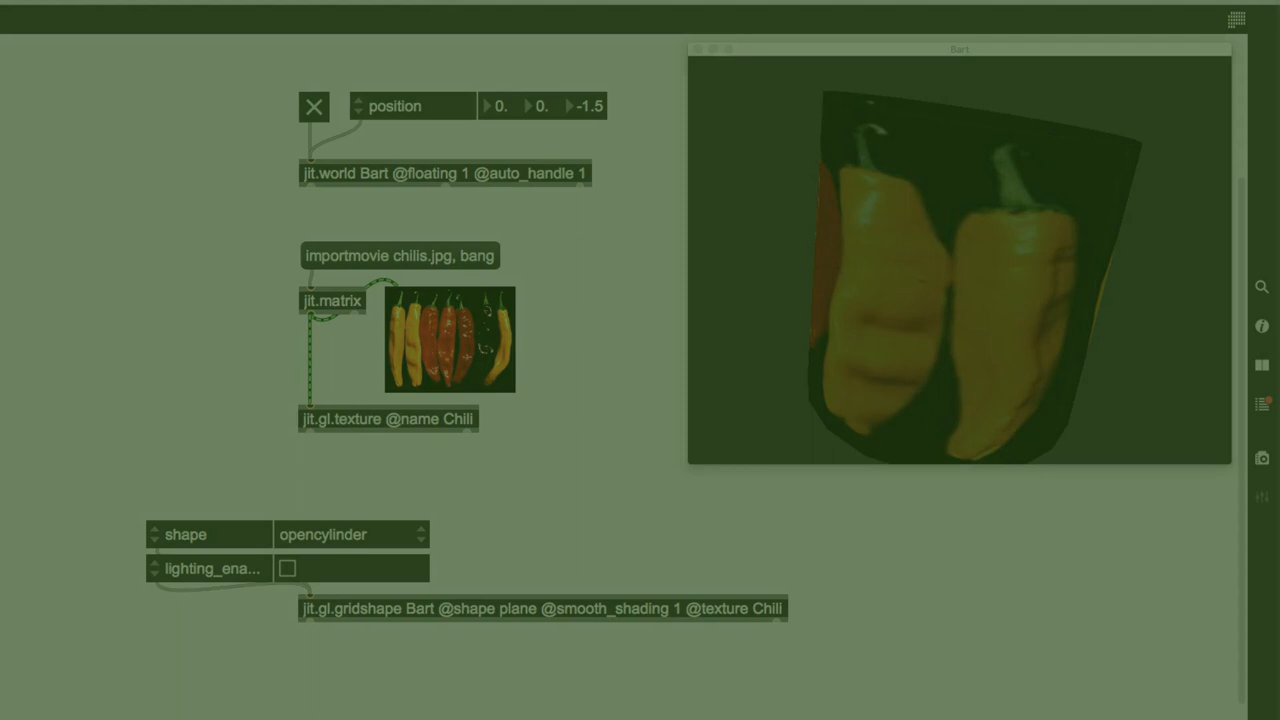 Bart
position 0. 0. -1.5
jit.world Bart @floating 1 @auto_handle 1
importmovie chilis.jpg, bang
jit.matrix
jit.gl.texture @name Chili
shape opencylinder
lighting_ena...
jit.gl.gridshape Bart @shape plane @smooth_shading 1 @texture Chili